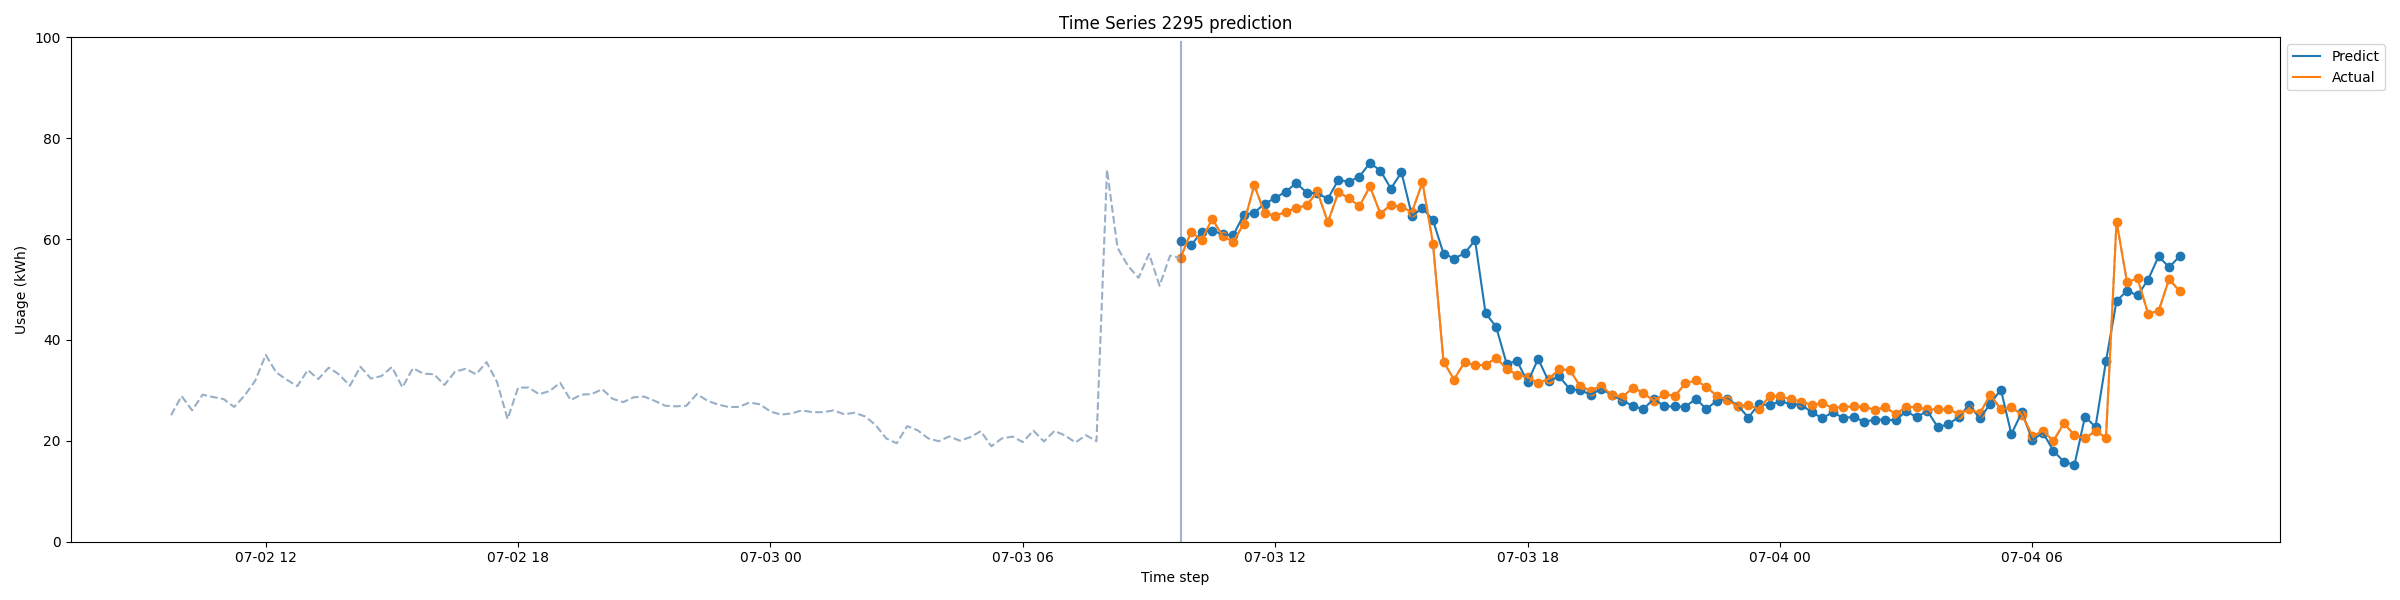 Time Series 2295 prediction
Predict
Actual
100
80
60
40
20
0
Usage (kWh)
07-02 12
07-02 18
07-03 00
07-03 06
07-03 12
07-03 18
07-04 00
07-04 06
Time step